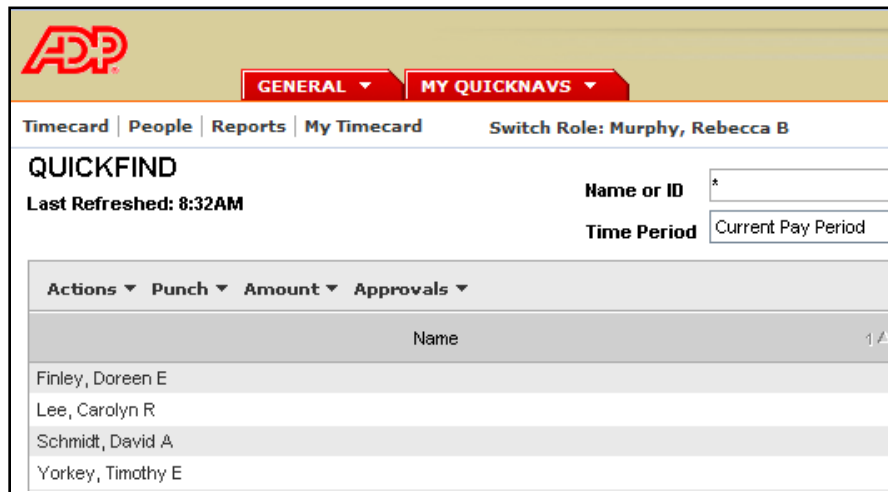 ADP
GENERAL MY QUICKNAVS
Timecard People Reports My Timecard Switch Role: Murphy, Rebecca B
QUICKFIND
Last Refreshed: 8:32AM
Name or ID *
Time Period Current Pay Period
Actions Punch Amount Approvals
Name 1
Finley, Doreen E
Lee, Carolyn R
Schmidt, David A
Yorkey, Timothy E